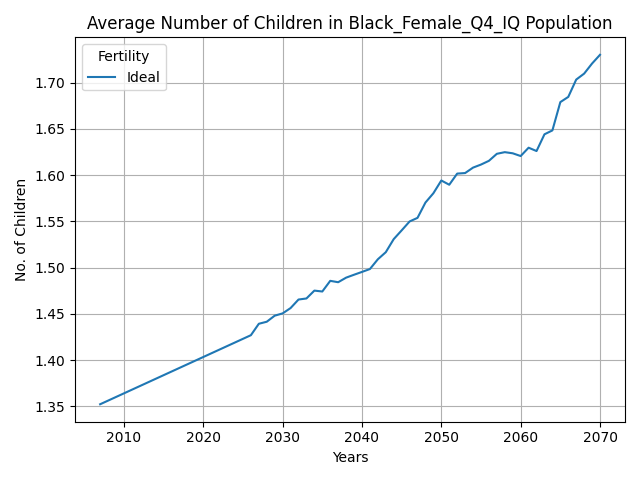 Average Number of Children in Black_Female_Q4_IQ Population
Fertility
Ideal
No. of Children
1.70
1.65
1.60
1.55
1.50
1.45
1.40
1.35
2010 2020 2030 2040 2050 2060 2070
Years